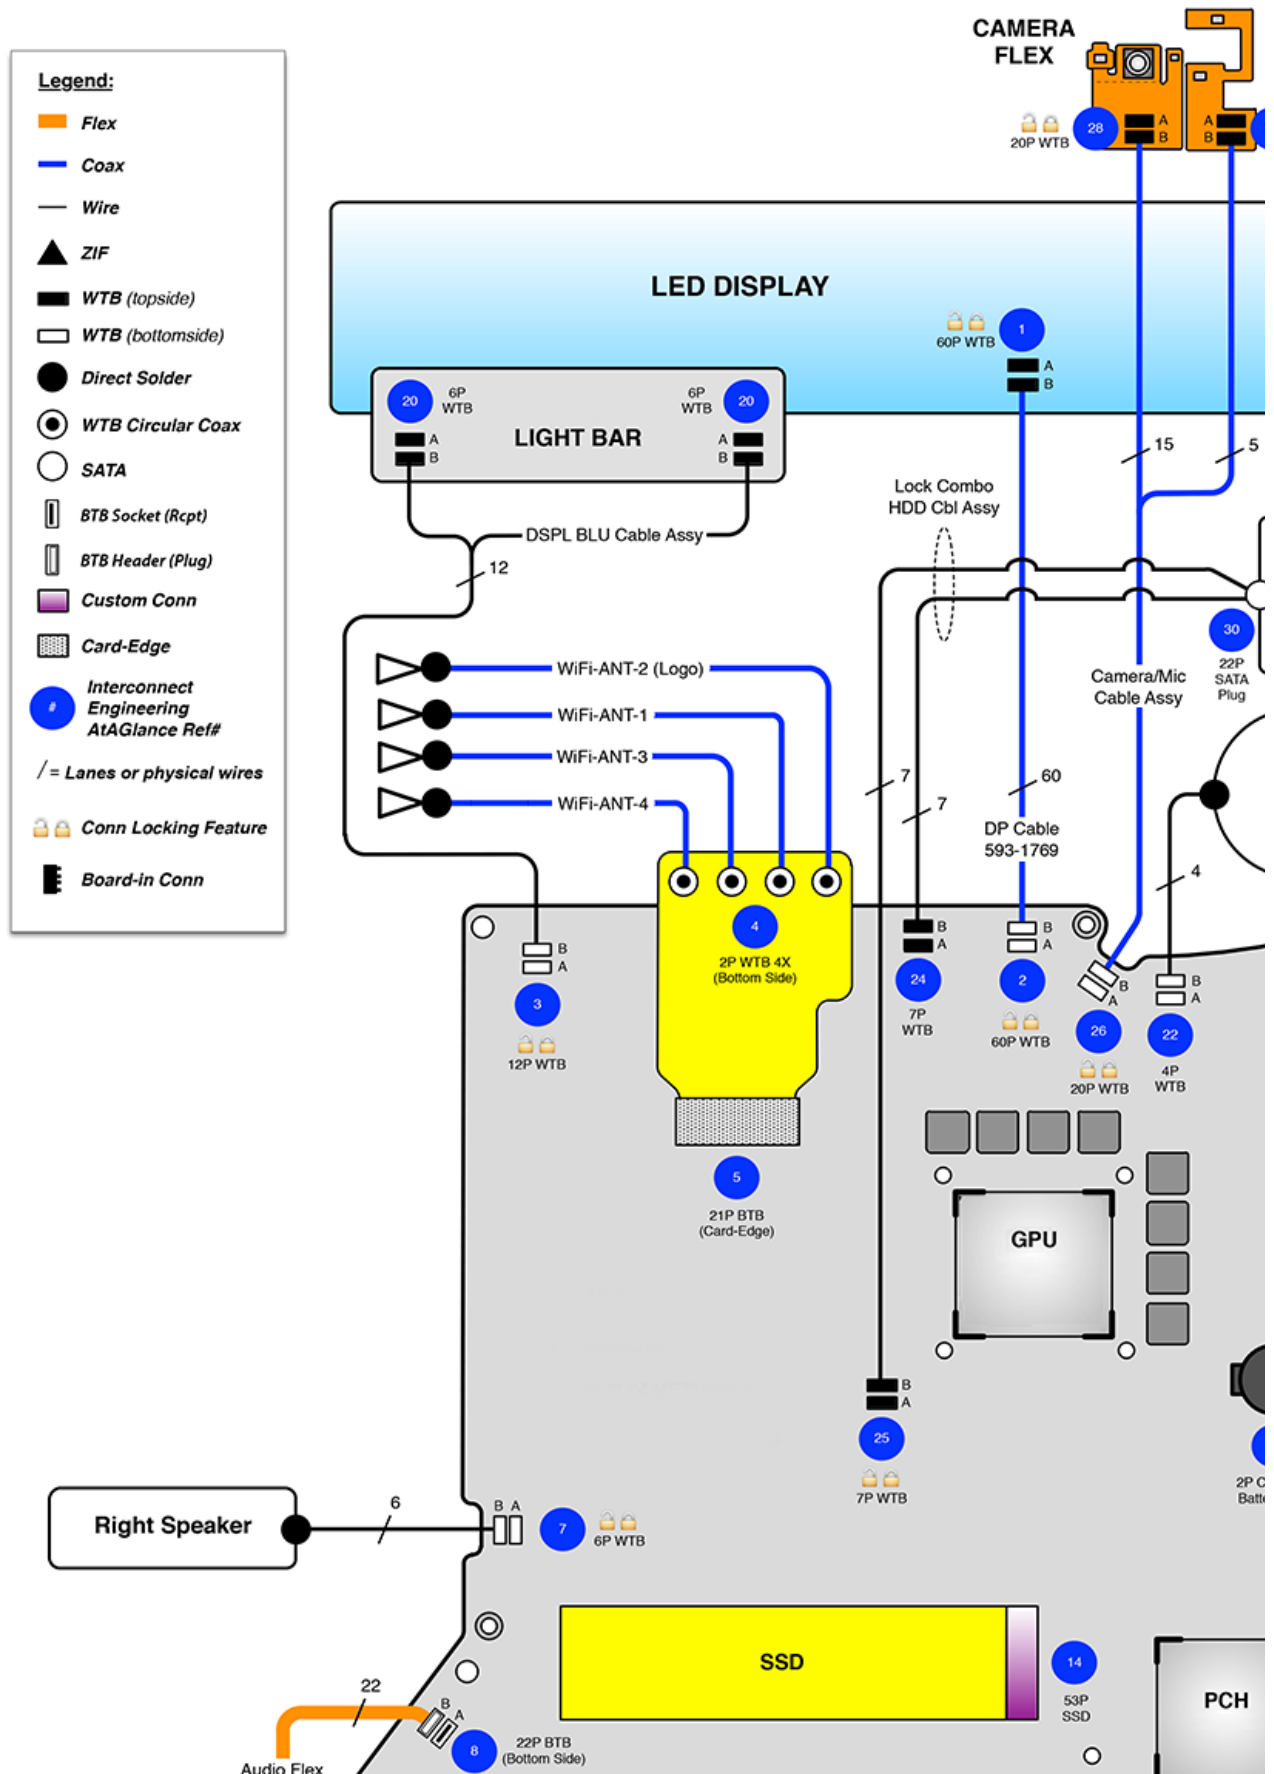 Legend:
Flex
Coax
Wire
ZIF
WTB (topside)
WTB (bottomside)
Direct Solder
WTB Circular Coax
SATA
BTB Socket (Rcpt)
BTB Header (Plug)
Custom Conn
Card-Edge
#
Interconnect
Engineering
AtAGlance Ref#
/ = Lanes or physical wires
Conn Locking Feature
Board-in Conn
CAMERA
FLEX
20P WTB
28
A
B
A
B
LED DISPLAY
60P WTB
1
A
B
20
6P
WTB
6P
WTB
20
A
B
LIGHT BAR
A
B
15
5
Lock Combo
HDD Cbl Assy
DSPL BLU Cable Assy
12
30
22P
SATA
Plug
WiFi-ANT-2 (Logo)
WiFi-ANT-1
WiFi-ANT-3
WiFi-ANT-4
Camera/Mic
Cable Assy
7
7
60
DP Cable
593-1769
4
B
A
3
12P WTB
4
2P WTB 4X
(Bottom Side)
B
A
24
7P
WTB
B
A
2
60P WTB
B
A
26
20P WTB
B
A
22
4P
WTB
5
21P BTB
(Card-Edge)
GPU
B
A
25
7P WTB
2P C
Batte
Right Speaker
6
B A
7
6P WTB
SSD
14
53P
SSD
PCH
22
B
A
8
22P BTB
(Bottom Side)
Audio Flex